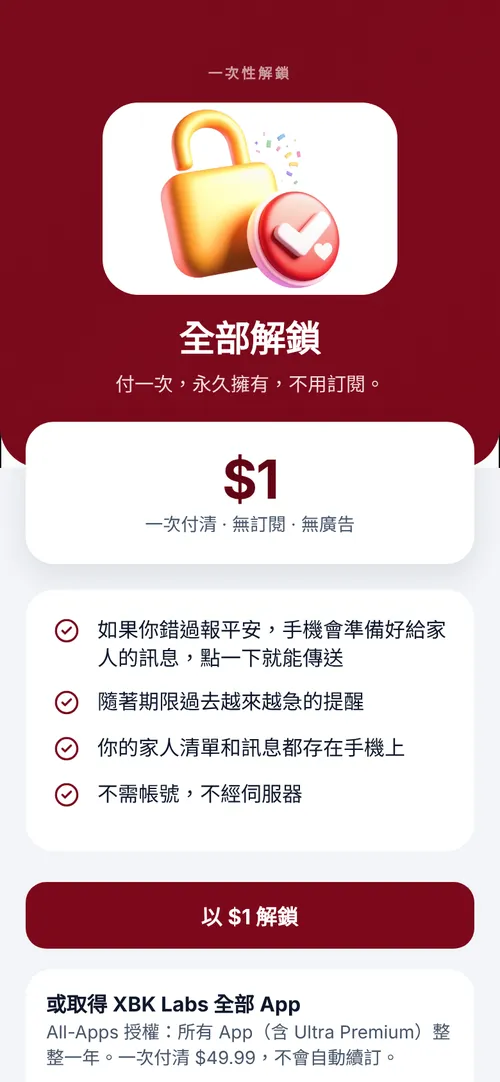 一次性解鎖
全部解鎖
付一次，永久擁有，不用訂閱。
$1
一次付清 · 無訂閱 · 無廣告
如果你錯過報平安，手機會準備好給家
人的訊息，點一下就能傳送
隨著期限過去越來越急的提醒
你的家人清單和訊息都存在手機上
不需帳號，不經伺服器
以 $1 解鎖
或取得 XBK Labs 全部 App
All-Apps 授權：所有 App（含 Ultra Premium）整
整一年。一次付清 $49.99，不會自動續訂。